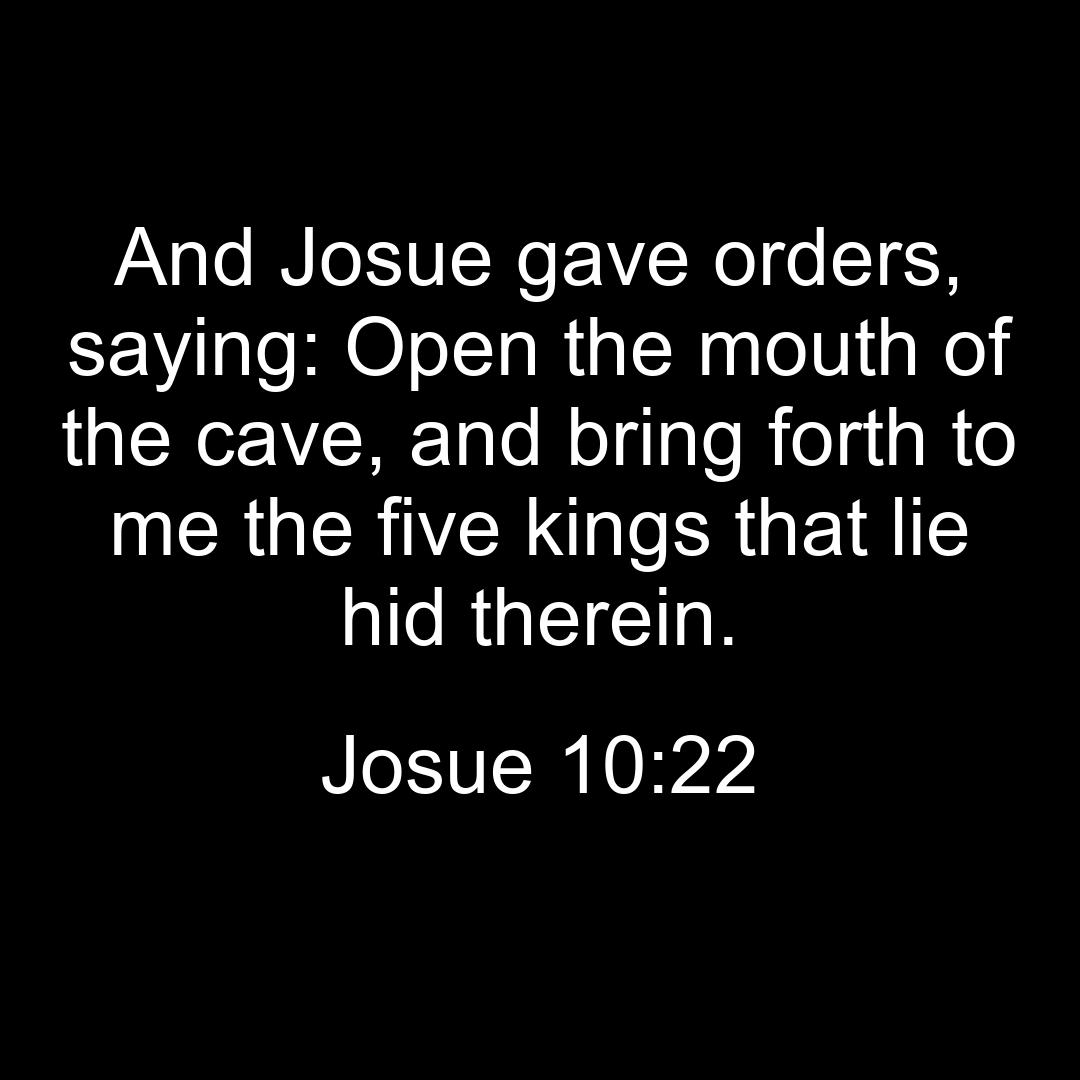 And Josue gave orders,
saying: Open the mouth of
the cave, and bring forth to
me the five kings that lie
hid therein.
Josue 10:22